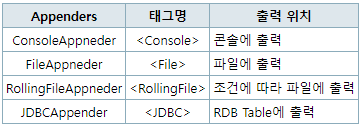 Appenders 태그명 출력 위치
ConsoleAppneder <Console> 콘솔에 출력
FileAppneder <File> 파일에 출력
RollingFileAppneder <RollingFile> 조건에 따라 파일에 출력
JDBCAppender <JDBC> RDB Table에 출력